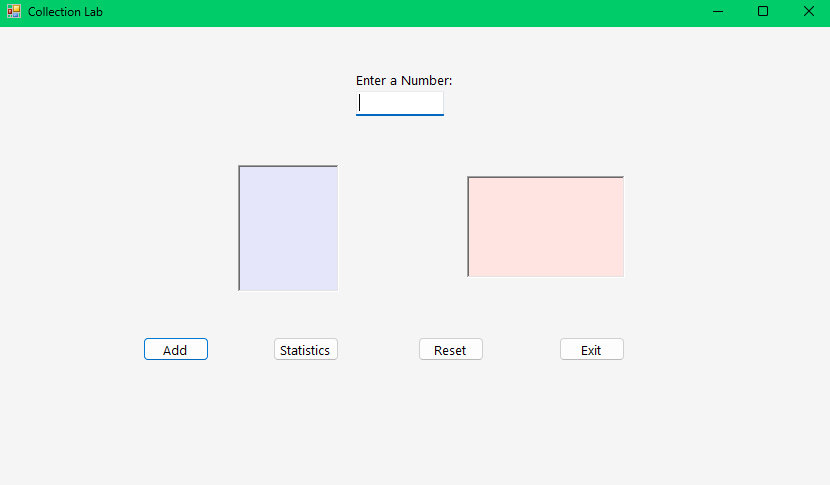 Collection Lab
Enter a Number:
Add
Statistics
Reset
Exit